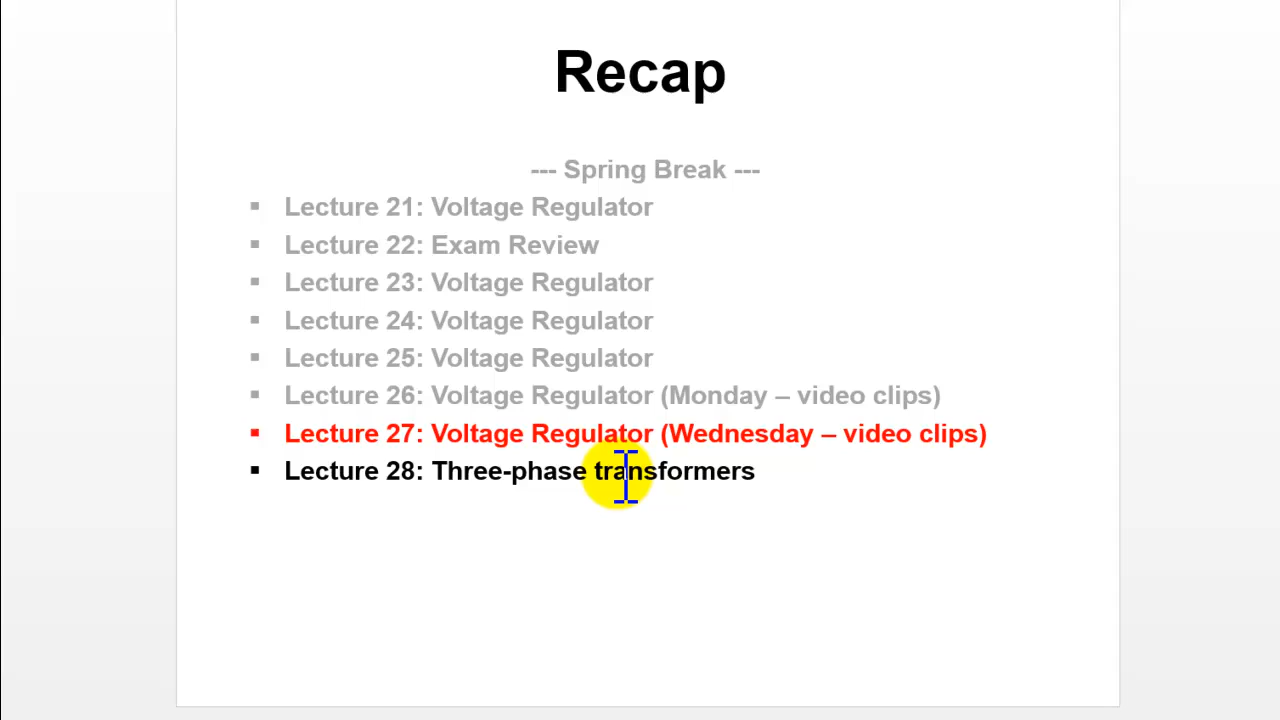 Recap
--- Spring Break ---
▪ Lecture 21: Voltage Regulator
▪ Lecture 22: Exam Review
▪ Lecture 23: Voltage Regulator
▪ Lecture 24: Voltage Regulator
▪ Lecture 25: Voltage Regulator
▪ Lecture 26: Voltage Regulator (Monday – video clips)
▪ Lecture 27: Voltage Regulator (Wednesday – video clips)
▪ Lecture 28: Three-phase transformers